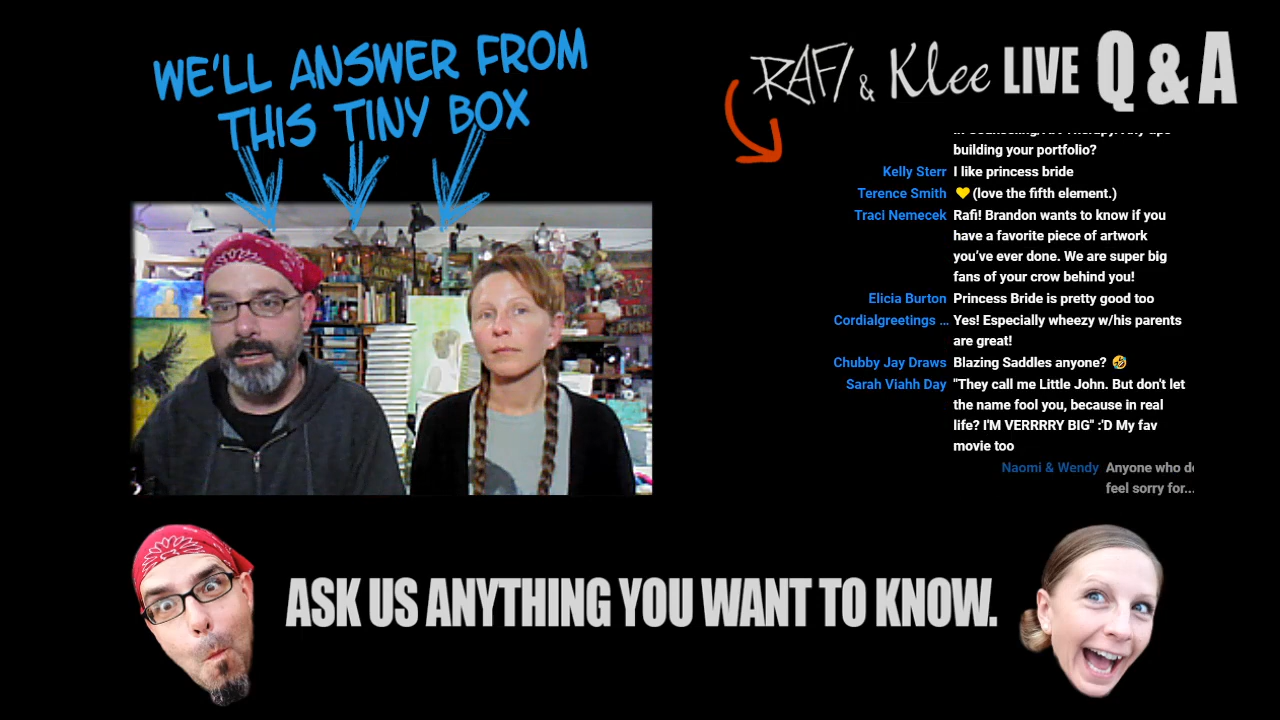 WE'LL ANSWER FROM
THIS TINY BOX
RAFI & Klee LIVE Q & A
building your portfolio?
Kelly Sterr I like princess bride
Terence Smith 💛 (love the fifth element.)
Traci Nemecek Rafi! Brandon wants to know if you
have a favorite piece of artwork
you've ever done. We are super big
fans of your crow behind you!
Elicia Burton Princess Bride is pretty good too
Cordialgreetings ... Yes! Especially wheezy w/his parents
are great!
Chubby Jay Draws Blazing Saddles anyone? 🤣
Sarah Viahh Day "They call me Little John. But don't let
the name fool you, because in real
life? I'M VERRRRY BIG" :'D My fav
movie too
Naomi & Wendy Anyone who
feel sorry for...
ASK US ANYTHING YOU WANT TO KNOW.